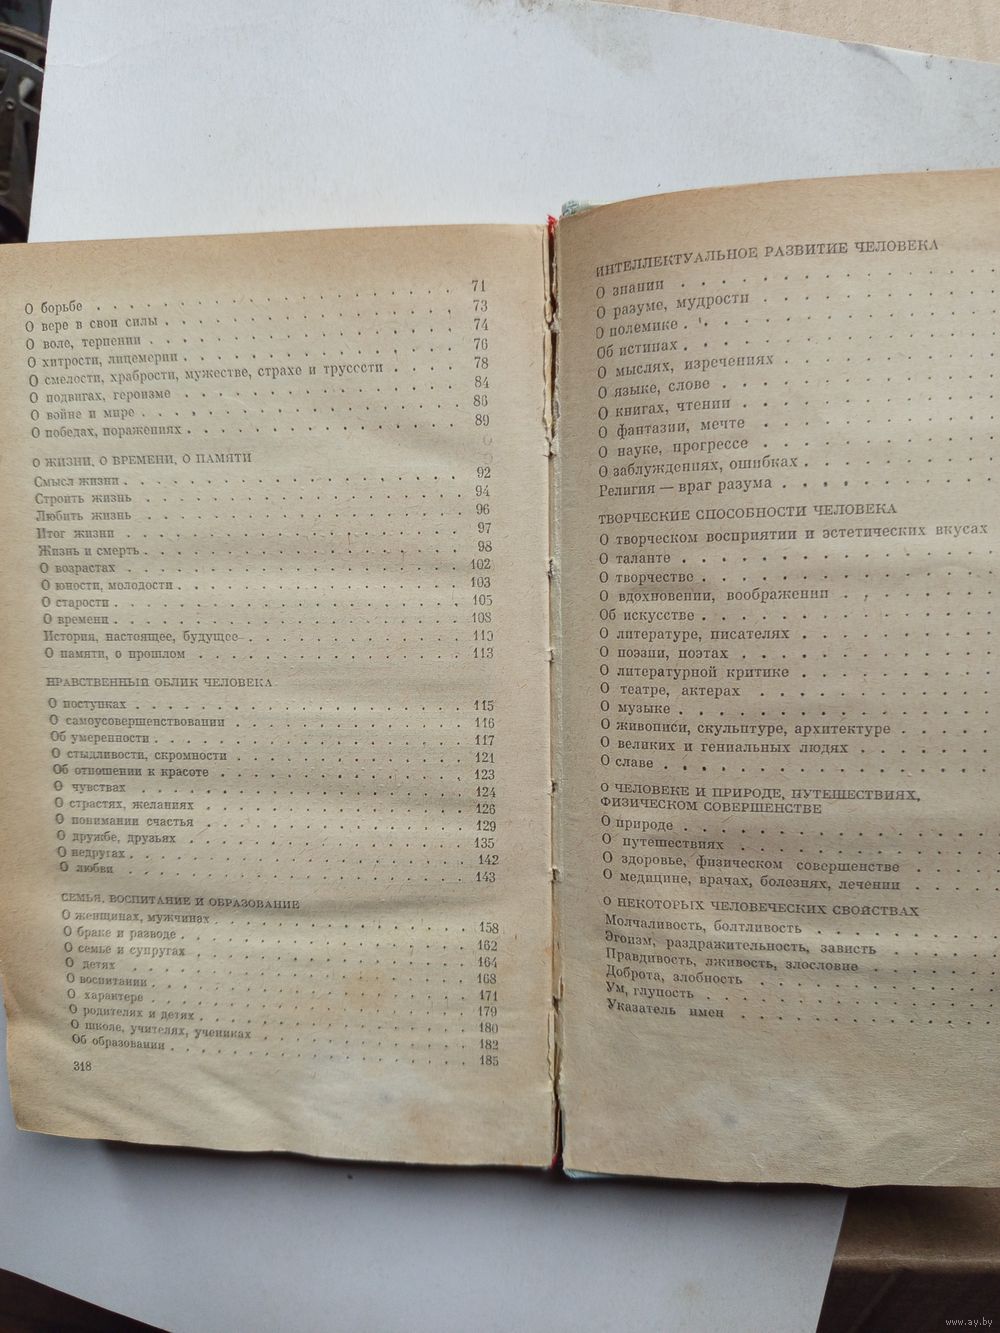 О борьбе 71
О вере в свои силы 73
О воле, терпении 74
О хитрости, лицемерии 76
О смелости, храбрости, мужестве, страхе и трусости 78
О подвигах, героизме 84
О войне и мире 86
О победах, поражениях 89
О ЖИЗНИ, О ВРЕМЕНИ, О ПАМЯТИ
Смысл жизни 92
Строить жизнь 94
Любить жизнь 96
Итог жизни 97
Жизнь и смерть 98
О возрастах 102
О юности, молодости 103
О старости 105
О времени 108
История, настоящее, будущее 110
О памяти, о прошлом 113
НРАВСТВЕННЫЙ ОБЛИК ЧЕЛОВЕКА
О поступках 115
О самоусовершенствовании 116
Об умеренности 117
О стыдливости, скромности 121
Об отношении к красоте 123
О чувствах 124
О страстях, желаниях 126
О понимании счастья 129
О дружбе, друзьях 135
О недругах 142
О любви 143
СЕМЬЯ, ВОСПИТАНИЕ И ОБРАЗОВАНИЕ
О женщинах, мужчинах 158
О браке и разводе 162
О семье и супругах 164
О детях 168
О воспитании 171
О характере 179
О родителях и детях 180
О школе, учителях, учениках 182
Об образовании 185
318
ИНТЕЛЛЕКТУАЛЬНОЕ РАЗВИТИЕ ЧЕЛОВЕКА
О знании
О разуме, мудрости
О полемике
Об истинах
О мыслях, изречениях
О языке, слове
О книгах, чтении
О фантазии, мечте
О науке, прогрессе
О заблуждениях, ошибках
Религия — враг разума
ТВОРЧЕСКИЕ СПОСОБНОСТИ ЧЕЛОВЕКА
О творческом восприятии и эстетических вкусах
О таланте
О творчестве
О вдохновении, воображении
Об искусстве
О литературе, писателях
О поэзии, поэтах
О литературной критике
О театре, актерах
О музыке
О живописи, скульптуре, архитектуре
О великих и гениальных людях
О славе
О ЧЕЛОВЕКЕ И ПРИРОДЕ, ПУТЕШЕСТВИЯХ,
ФИЗИЧЕСКОМ СОВЕРШЕНСТВЕ
О природе
О путешествиях
О здоровье, физическом совершенстве
О медицине, врачах, болезнях, лечении
О НЕКОТОРЫХ ЧЕЛОВЕЧЕСКИХ СВОЙСТВАХ
Молчаливость, болтливость
Эгоизм, раздражительность, зависть
Правдивость, лживость, злословие
Доброта, злобность
Ум, глупость
Указатель имен
www.ay.by